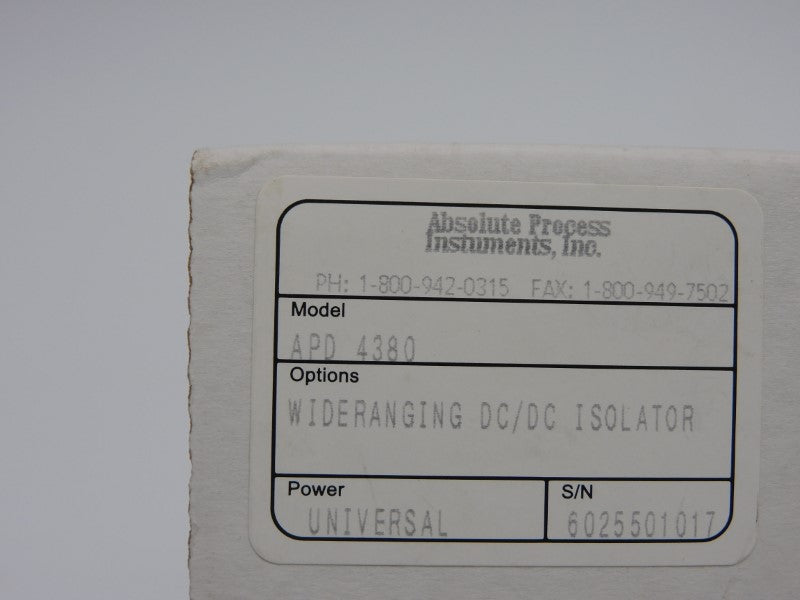 Absolute Process
Instuments, Inc.
PH: 1-800-942-0315 FAX: 1-800-949-7502
Model
APD 4380
Options
WIDERANGING DC/DC ISOLATOR
Power
UNIVERSAL
S/N
6025501017